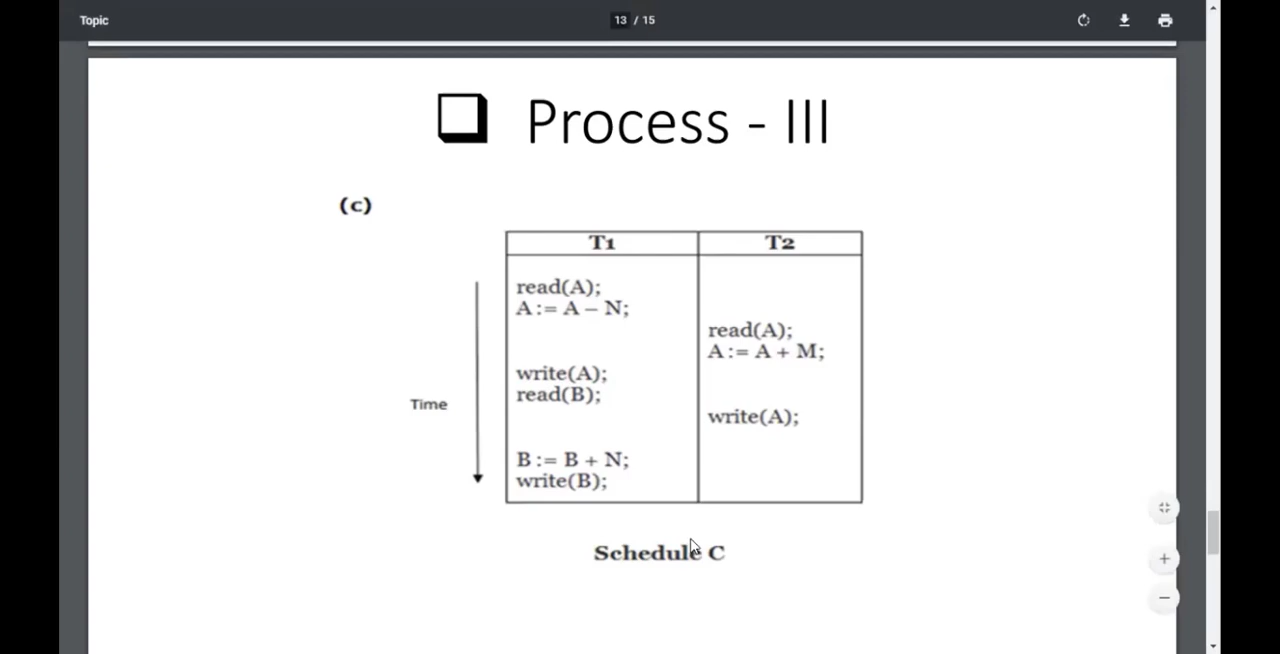 Topic
13 / 15
Process - III
(c)
T1 T2
read(A);
A := A – N;
read(A);
A := A + M;
write(A);
read(B);
Time
write(A);
B := B + N;
write(B);
Schedule C